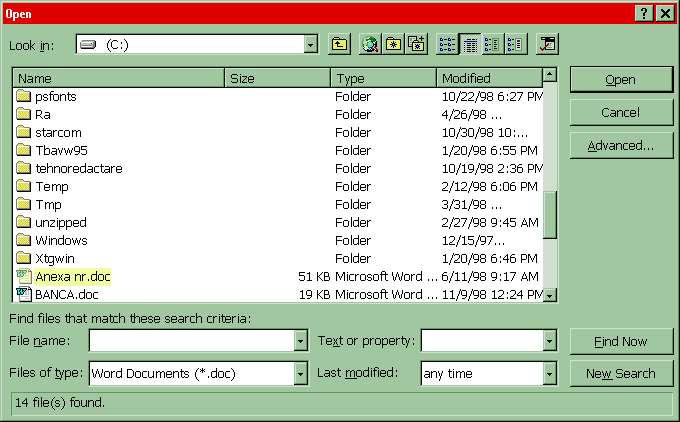 Open
Look in: (C:)
Name Size Type Modified
psfonts Folder 10/22/98 6:27 PM
Ra Folder 4/26/98 ...
starcom Folder 10/30/98 10:...
Tbavw95 Folder 1/20/98 6:55 PM
tehnoredactare Folder 10/19/98 2:36 PM
Temp Folder 2/12/98 6:06 PM
Tmp Folder 3/31/98 ...
unzipped Folder 2/27/98 9:45 AM
Windows Folder 12/15/97...
Xtgwin Folder 1/20/98 6:46 PM
Anexa nr.doc 51 KB Microsoft Word ... 6/11/98 9:17 AM
BANCA.doc 19 KB Microsoft Word ... 11/9/98 12:24 PM
Open
Cancel
Advanced...
Find files that match these search criteria:
File name: Text or property: Find Now
Files of type: Word Documents (*.doc) Last modified: any time New Search
14 file(s) found.